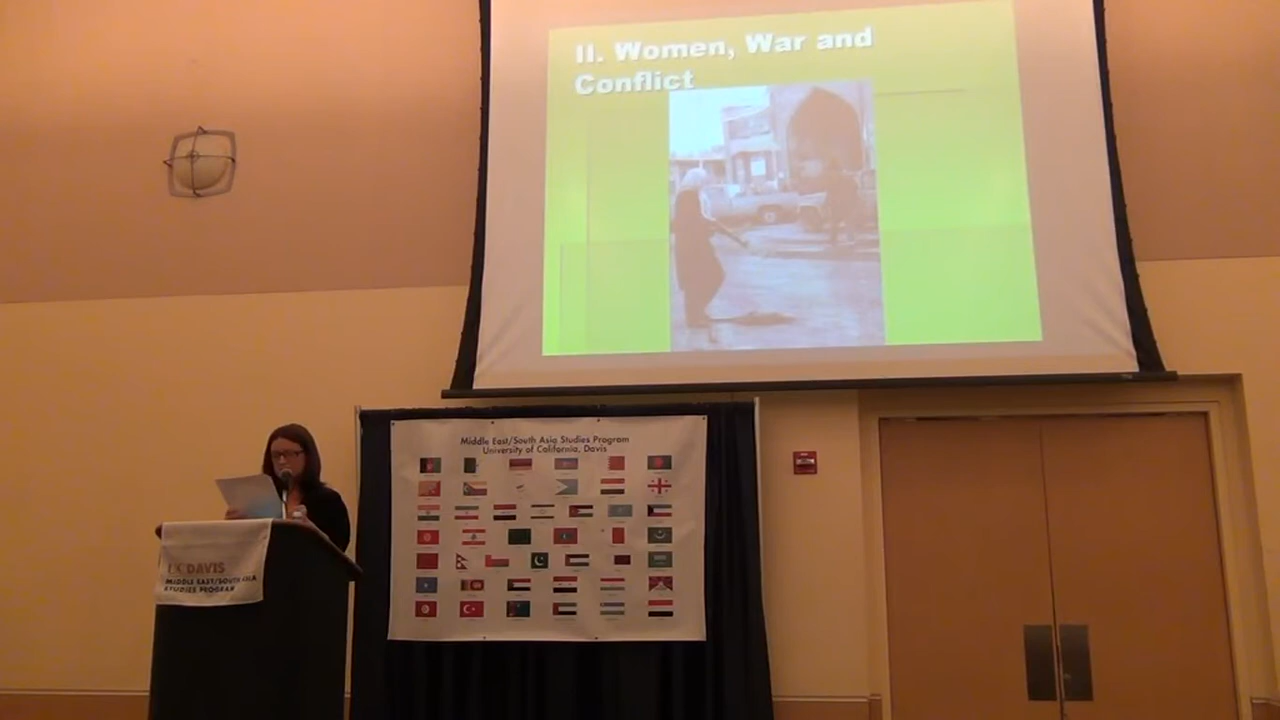 II. Women, War and
Conflict
Middle East/South Asia Studies Program
University of California, Davis
UC DAVIS
MIDDLE EAST/SOUTH ASIA
STUDIES PROGRAM